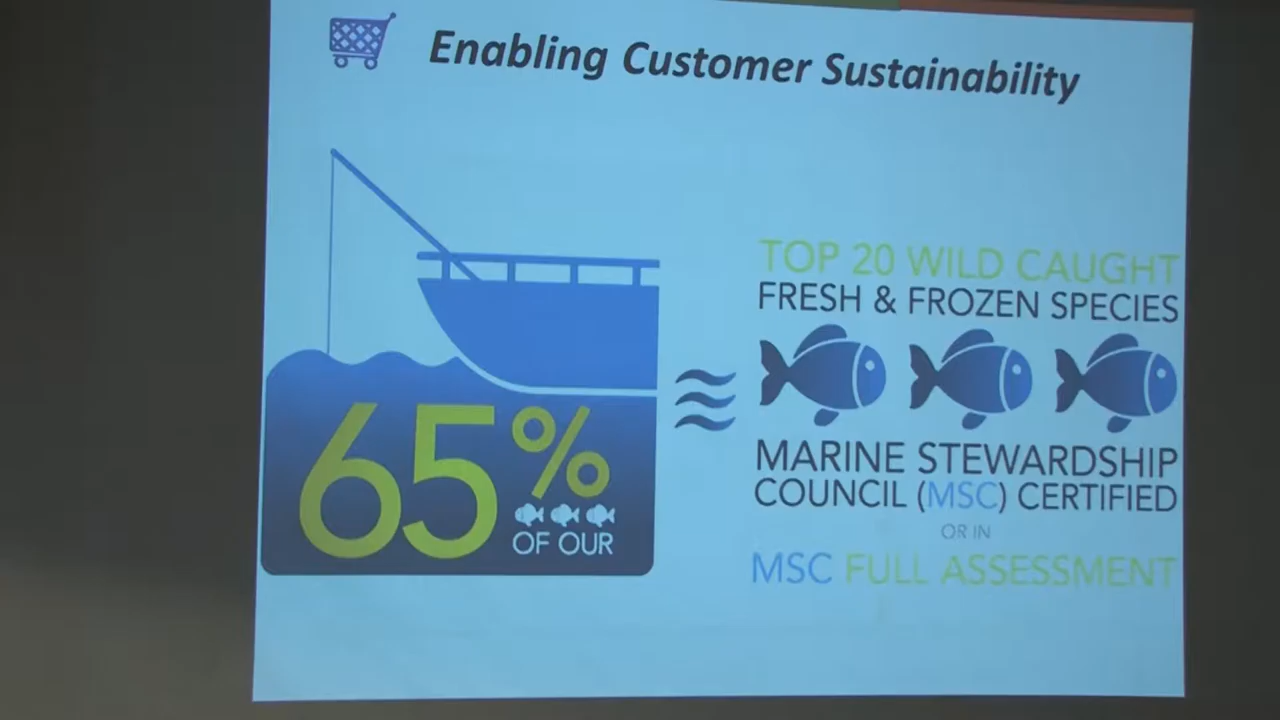 Enabling Customer Sustainability
65%
OF OUR
TOP 20 WILD CAUGHT
FRESH & FROZEN SPECIES
MARINE STEWARDSHIP
COUNCIL (MSC) CERTIFIED
OR IN
MSC FULL ASSESSMENT